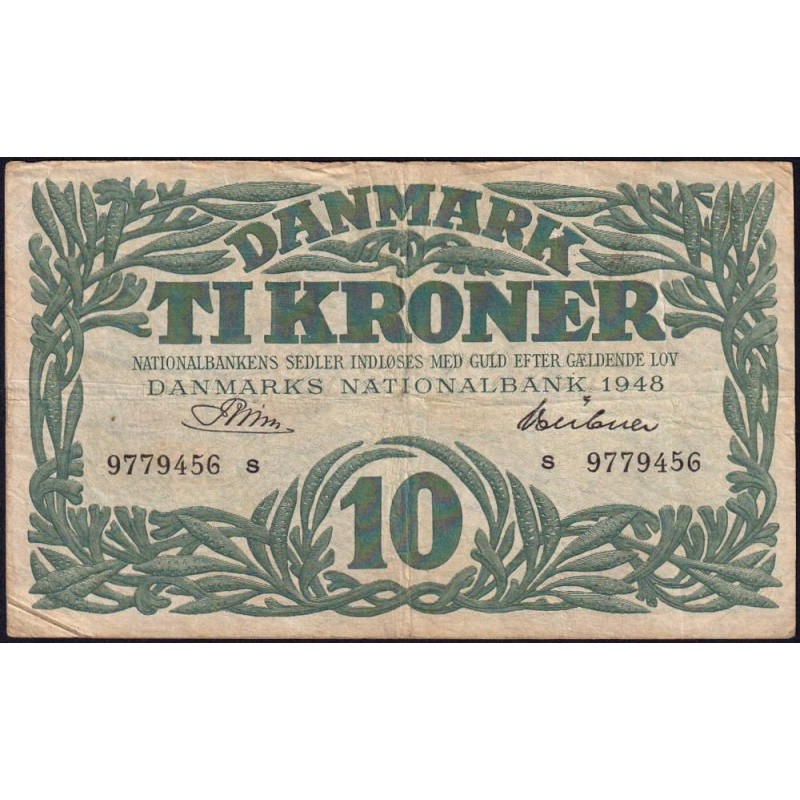 DANMARK
TI KRONER
NATIONALBANKENS SEDLER INDLØSES MED GULD EFTER GÆLDENDE LOV
DANMARKS NATIONALBANK 1948
9779456 S S 9779456
10